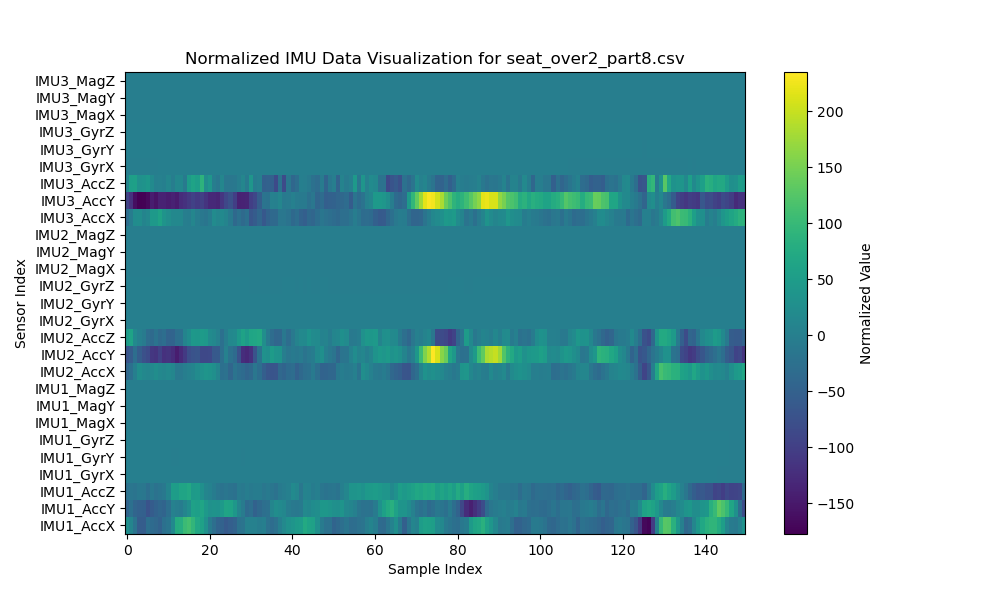 Normalized IMU Data Visualization for seat_over2_part8.csv
IMU3_MagZ
IMU3_MagY
IMU3_MagX
IMU3_GyrZ
IMU3_GyrY
IMU3_GyrX
IMU3_AccZ
IMU3_AccY
IMU3_AccX
IMU2_MagZ
IMU2_MagY
IMU2_MagX
IMU2_GyrZ
IMU2_GyrY
IMU2_GyrX
IMU2_AccZ
IMU2_AccY
IMU2_AccX
IMU1_MagZ
IMU1_MagY
IMU1_MagX
IMU1_GyrZ
IMU1_GyrY
IMU1_GyrX
IMU1_AccZ
IMU1_AccY
IMU1_AccX
Sensor Index
0 20 40 60 80 100 120 140
Sample Index
200
150
100
50
0
−50
−100
−150
Normalized Value